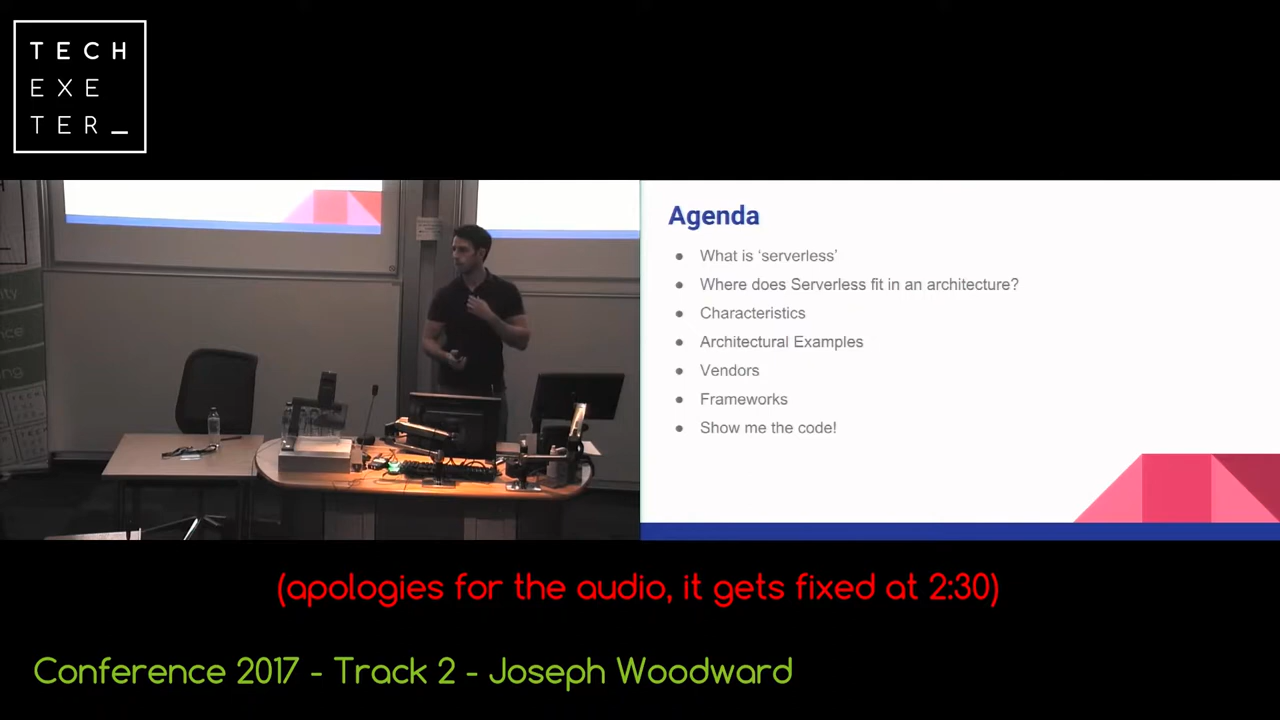 TECH
EXE
TER_
Agenda
● What is ‘serverless’
● Where does Serverless fit in an architecture?
● Characteristics
● Architectural Examples
● Vendors
● Frameworks
● Show me the code!
(apologies for the audio, it gets fixed at 2:30)
Conference 2017 - Track 2 - Joseph Woodward